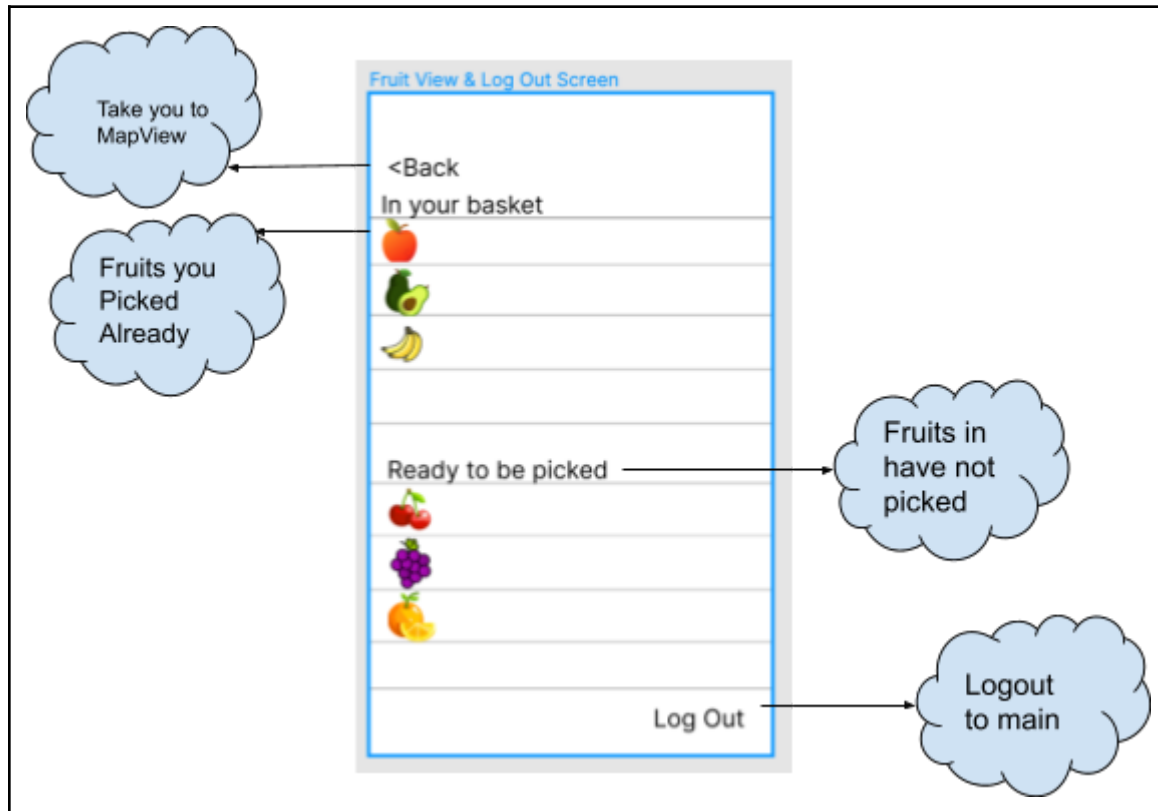 Fruit View & Log Out Screen
Take you to
MapView
<Back
In your basket
Fruits you
Picked
Already
Ready to be picked
Fruits in
have not
picked
Log Out
Logout
to main